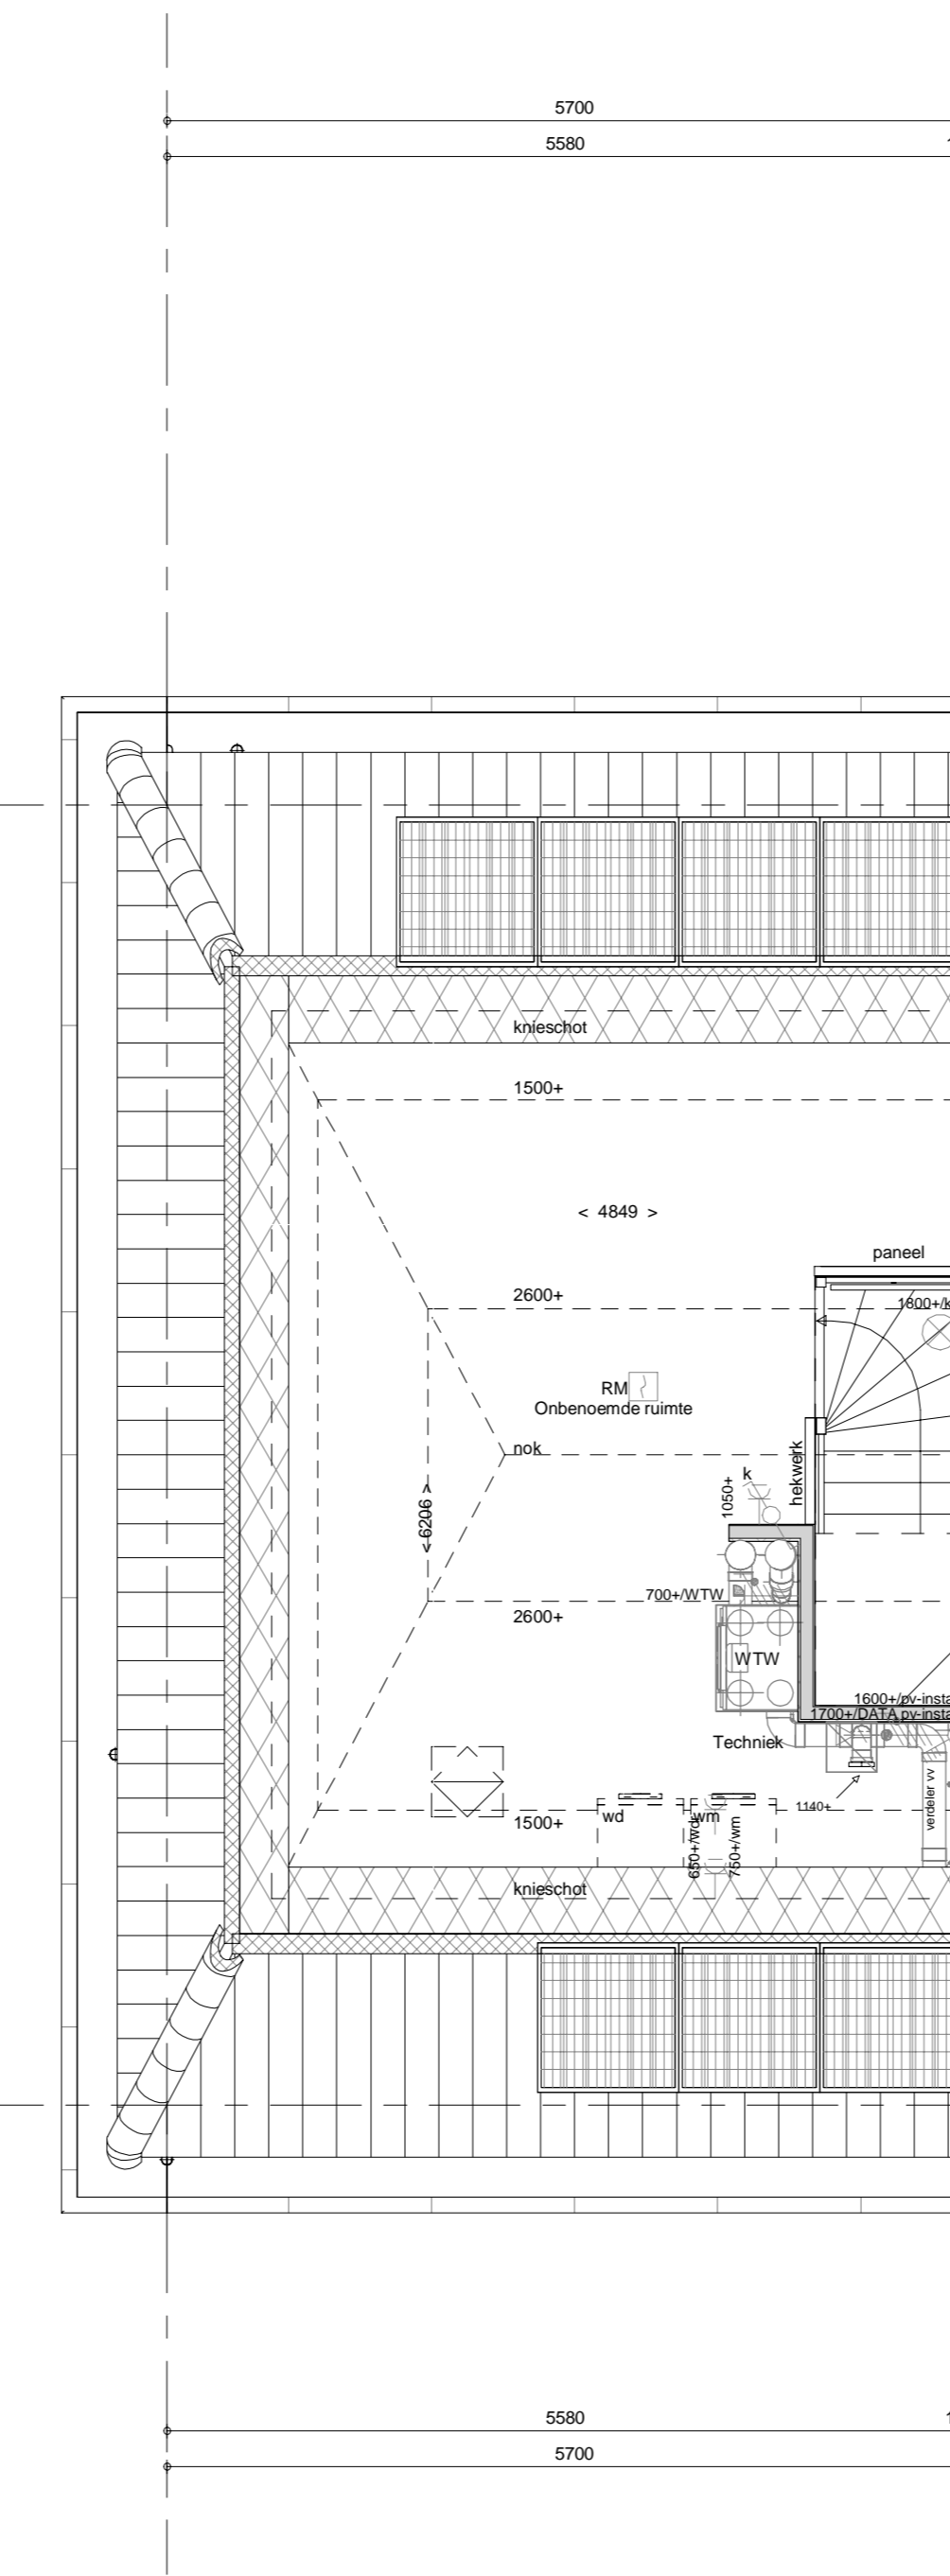 5700
5580
knieschot
1500+
< 4849 >
paneel
2600+
1800+/k
RM
Onbenoemde ruimte
nok
k
hekwerk
1050+
< 6206 >
700+/WTW
2600+
WTW
1600+/pv-insta
1700+/DATA pv-insta
Techniek
verdeler vv
1140+
wd
wm
1500+
650+/wd
750+/wm
knieschot
5580
5700